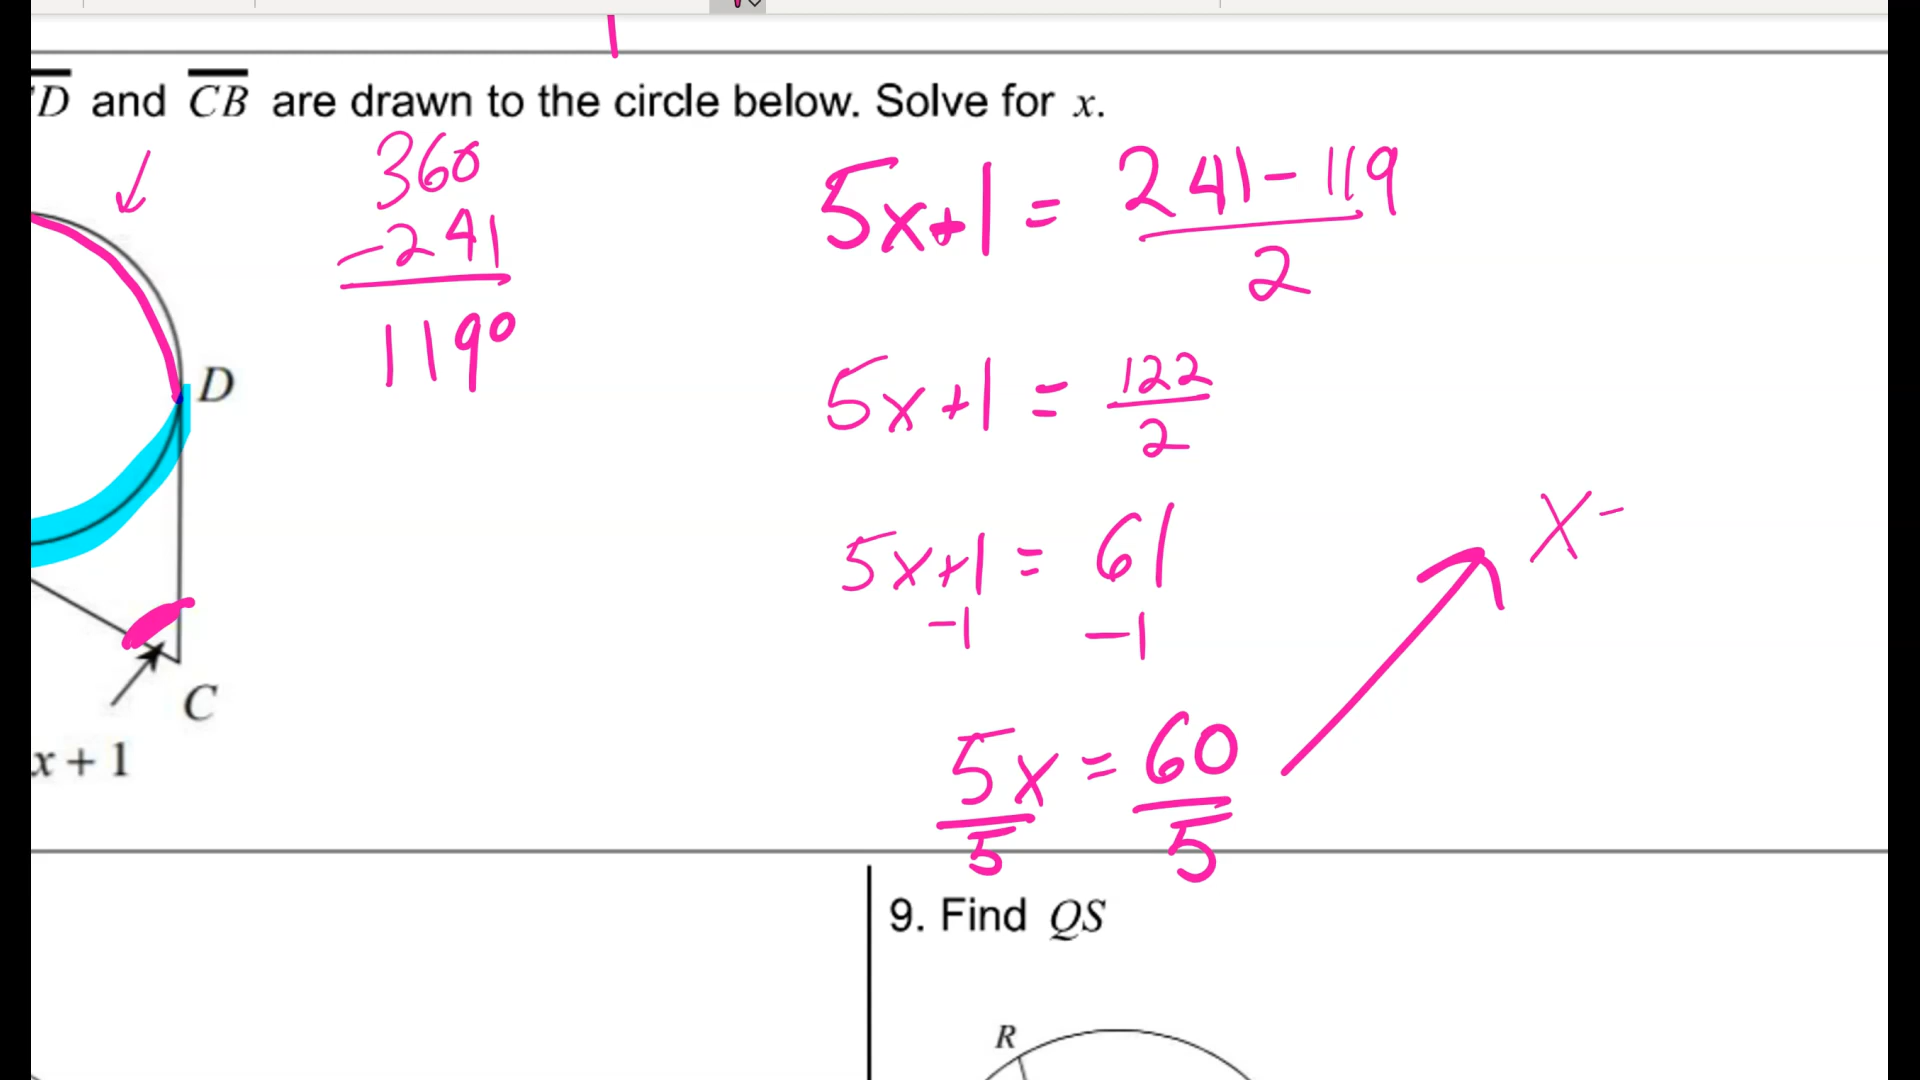 D and CB are drawn to the circle below. Solve for x.
360
-241
119°
D
C
x + 1
5x+1 = 241-119
2
5x+1 = 122
2
5x+1 = 61
-1 -1
5x = 60
5 5
x-
9. Find QS
R